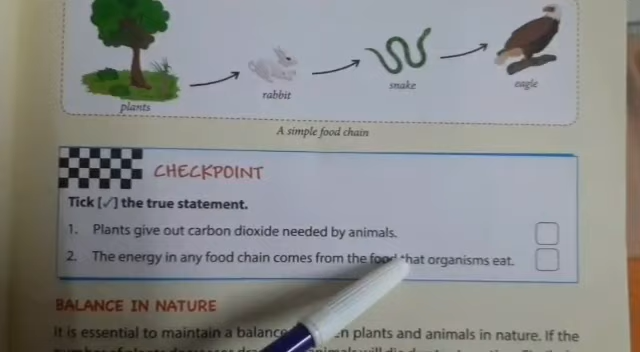 plants
rabbit
snake
eagle
A simple food chain
CHECKPOINT
Tick [✓] the true statement.
1. Plants give out carbon dioxide needed by animals.
2. The energy in any food chain comes from the food that organisms eat.
BALANCE IN NATURE
It is essential to maintain a balance plants and animals in nature. If the